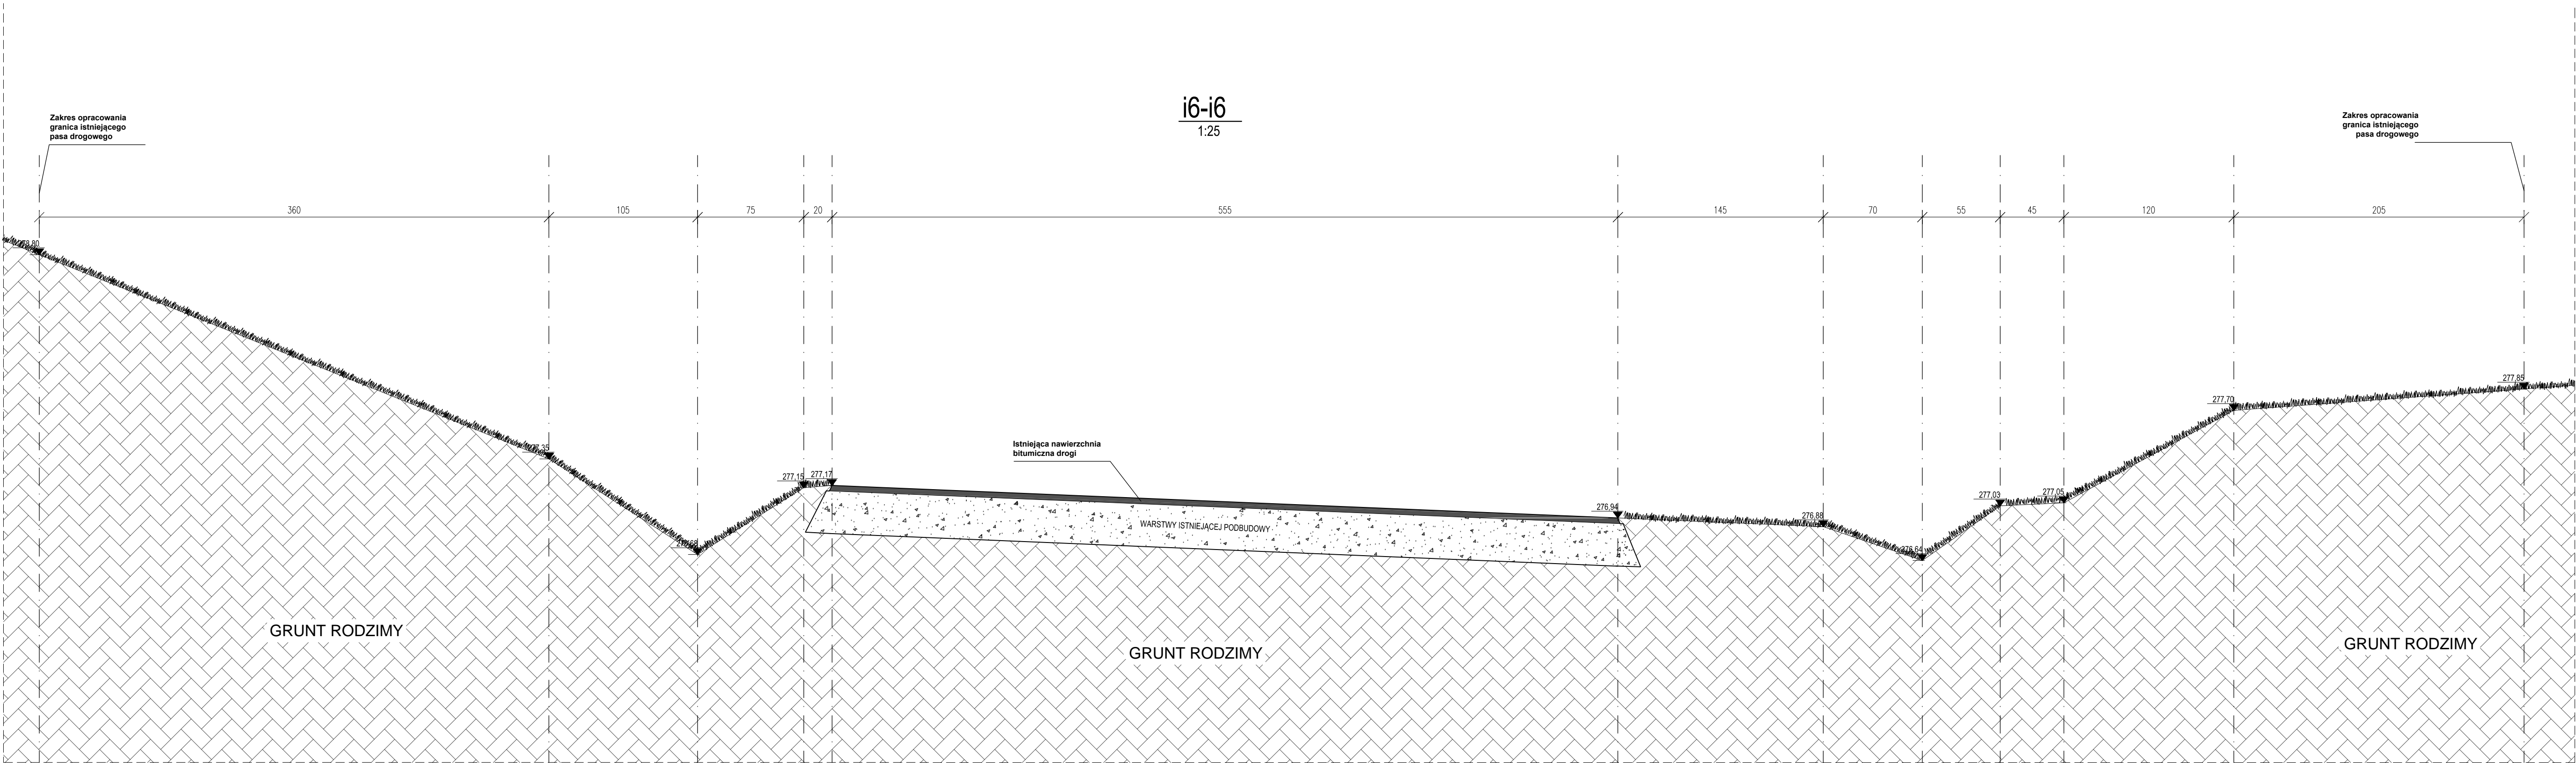 i6-i6
1:25
Zakres opracowania
granica istniejącego
pasa drogowego
Zakres opracowania
granica istniejącego
pasa drogowego
360
105
75
20
555
145
70
55
45
120
205
277,35
277,15
277,17
276,94
276,88
276,64
277,03
277,05
277,70
277,85
Istniejąca nawierzchnia
bitumiczna drogi
WARSTWY ISTNIEJĄCEJ PODBUDOWY
GRUNT RODZIMY
GRUNT RODZIMY
GRUNT RODZIMY